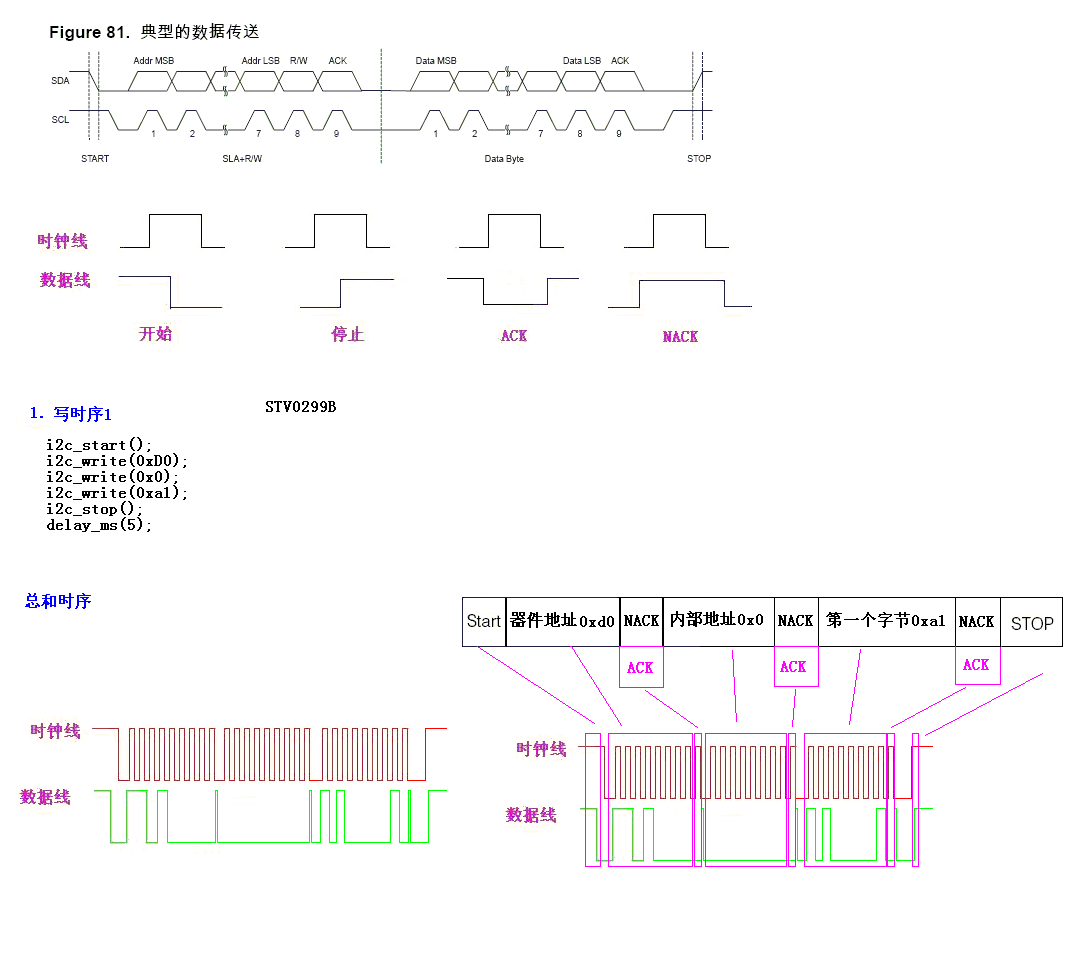 Figure 81. 典型的数据传送
Addr MSB Addr LSB R/W ACK Data MSB Data LSB ACK
SDA
SCL
1 2 7 8 9 1 2 7 8 9
START SLA+R/W Data Byte STOP
时钟线
数据线
开始 停止 ACK NACK
1. 写时序1 STV0299B
i2c_start();
i2c_write(0xD0);
i2c_write(0x0);
i2c_write(0xa1);
i2c_stop();
delay_ms(5);
总和时序
Start 器件地址0xd0 NACK 内部地址0x0 NACK 第一个字节0xa1 NACK STOP
ACK ACK ACK
时钟线
数据线
时钟线
数据线